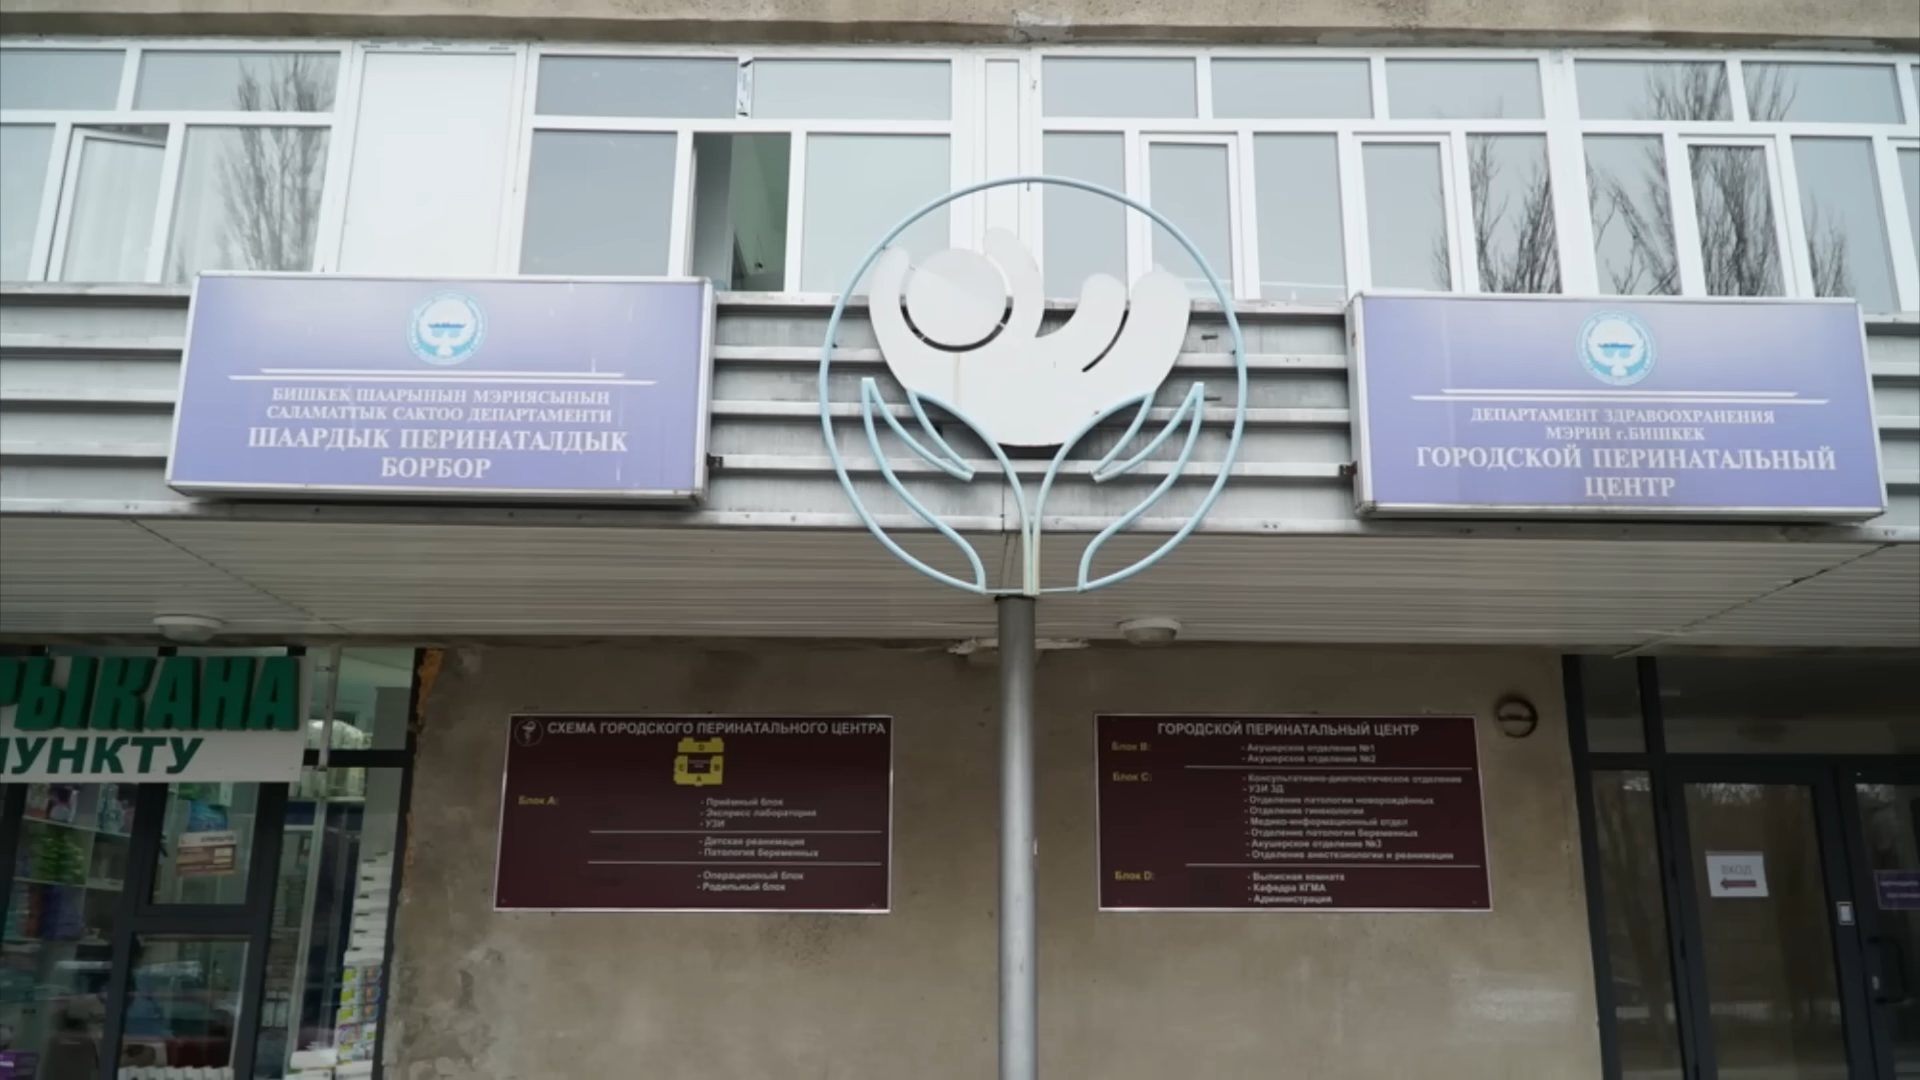 БИШКЕК ШААРЫНЫН МЭРИЯСЫНЫН
САЛАМАТТЫК САКТОО ДЕПАРТАМЕНТИ
ШААРДЫК ПЕРИНАТАЛДЫК
БОРБОР
ДЕПАРТАМЕНТ ЗДРАВООХРАНЕНИЯ
МЭРИИ г.БИШКЕК
ГОРОДСКОЙ ПЕРИНАТАЛЬНЫЙ
ЦЕНТР
РЫКАНА
ПУНКТУ
СХЕМА ГОРОДСКОГО ПЕРИНАТАЛЬНОГО ЦЕНТРА
D
C B
A
Блок А:
- Приёмный блок
- Экспресс лаборатория
- УЗИ
- Детская реанимация
- Патология беременных
- Операционный блок
- Родильный блок
ГОРОДСКОЙ ПЕРИНАТАЛЬНЫЙ ЦЕНТР
Блок В:
- Акушерское отделение №1
- Акушерское отделение №2
Блок С:
- Консультативно-диагностическое отделение
- УЗИ 3Д
- Отделение патологии новорождённых
- Отделение гинекологии
- Медико-информационный отдел
- Отделение патологии беременных
- Акушерское отделение №3
- Отделение анестезиологии и реанимации
Блок D:
- Выписная комната
- Кафедра КГМА
- Администрация
ВХОД